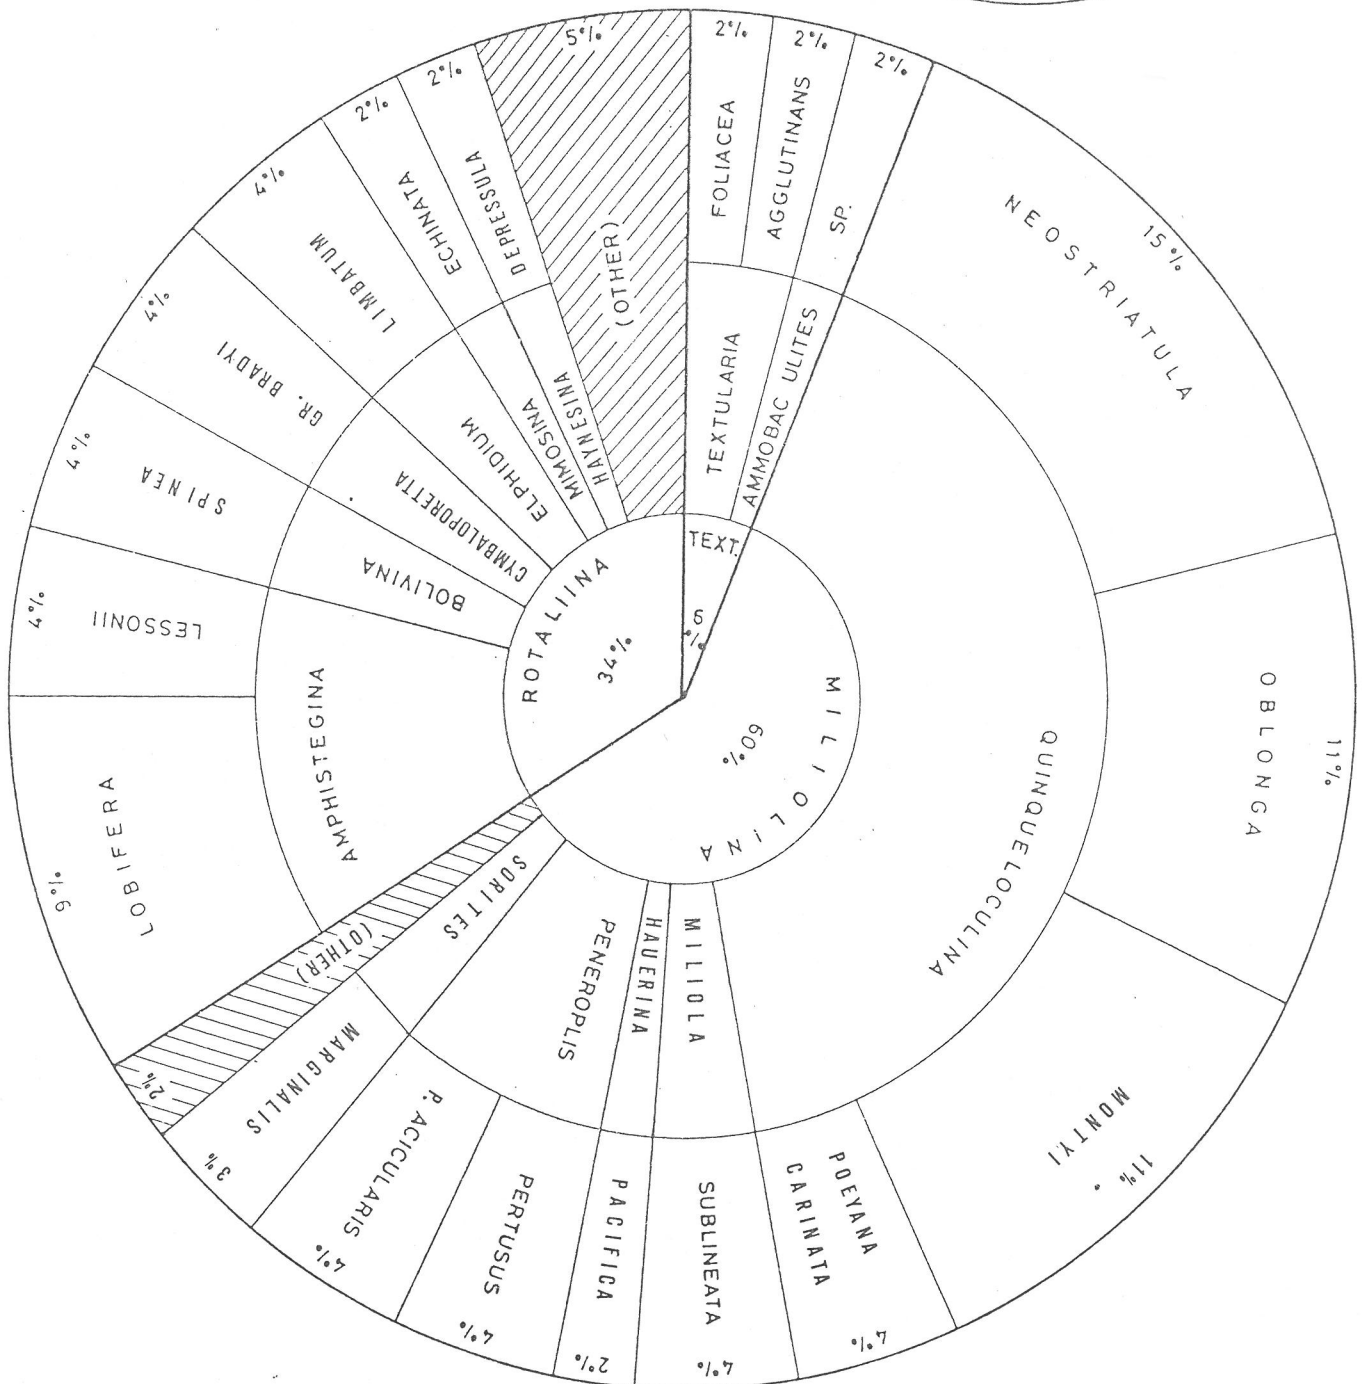 2%
FOLIACEA
2%
AGGLUTINANS
2%
SP.
TEXTULARIA
AMMOBAC ULITES
TEXT.
6%
15%
NEOSTRIATULA
11%
OBLONGA
11%
MONTYI
4%
POEYANA
CARINATA
QUINQUELOCULINA
4%
SUBLINEATA
MILIOLA
2%
PACIFICA
HAUERINA
4%
PERTUSUS
4%
P. ACICULARIS
PENEROPLIS
3%
MARGINALIS
SORITES
2%
(OTHER)
MILIOLINA
60%
9%
LOBIFERA
4%
LESSONII
AMPHISTEGINA
4%
SPINEA
BOLIVINA
4%
GR. BRADYI
CYMBALOPORETTA
4%
LIMBATUM
ELPHIDIUM
2%
ECHINATA
MIMOSINA
2%
DEPRESSULA
HAYNESINA
5%
(OTHER)
ROTALIINA
34%